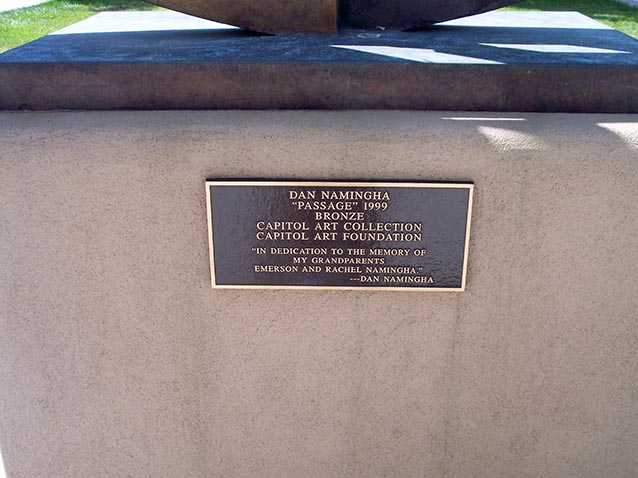 DAN NAMINGHA
"PASSAGE" 1999
BRONZE
CAPITOL ART COLLECTION
CAPITOL ART FOUNDATION
"IN DEDICATION TO THE MEMORY OF
MY GRANDPARENTS
EMERSON AND RACHEL NAMINGHA."
---DAN NAMINGHA